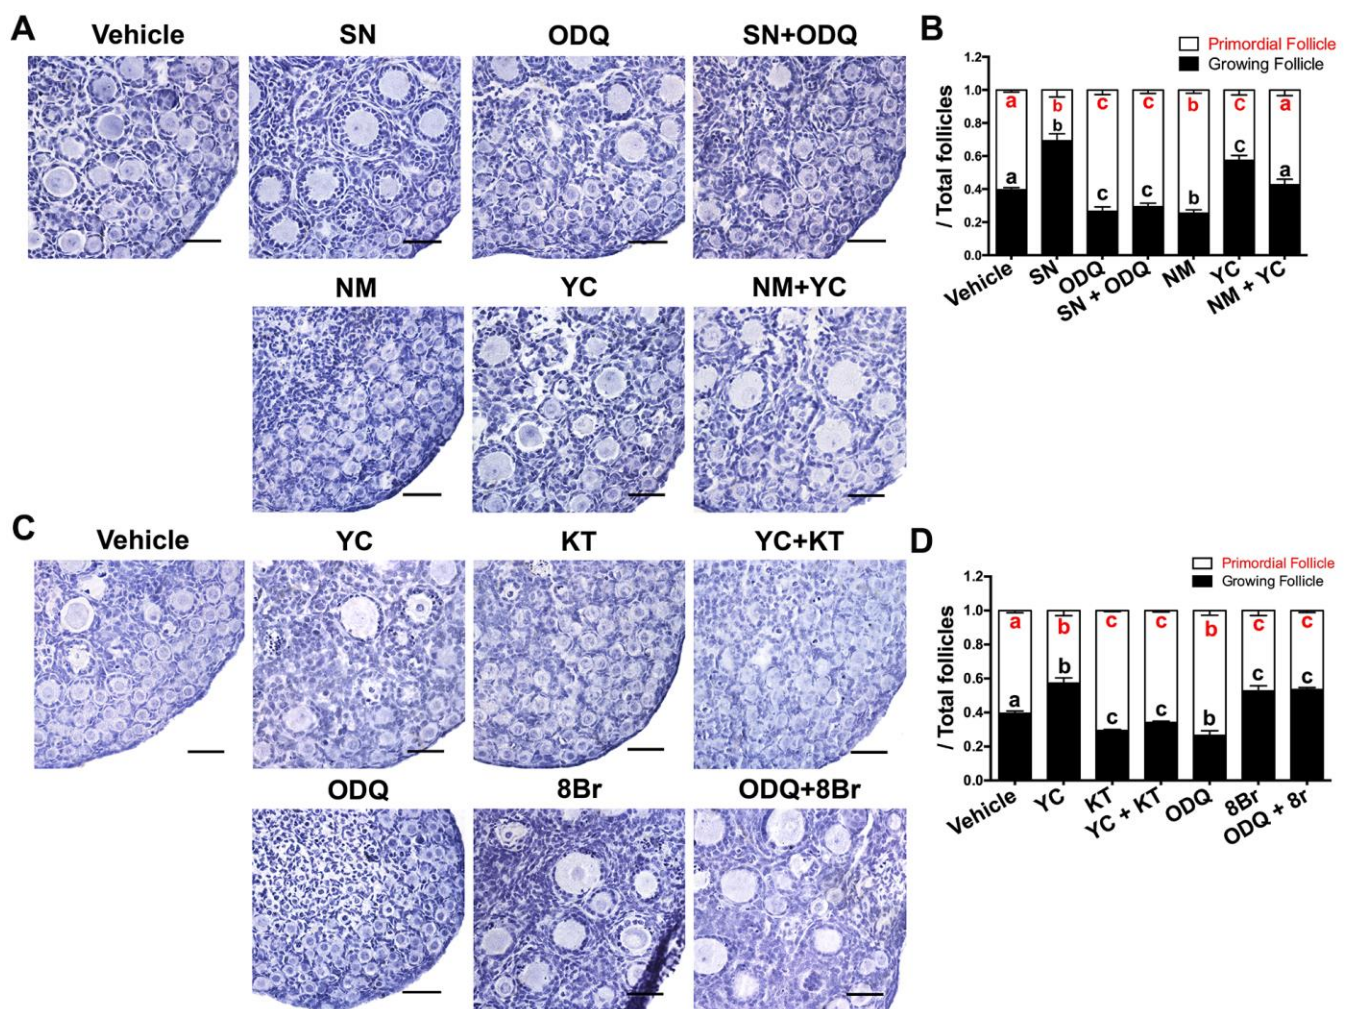 A
Vehicle
SN
ODQ
SN+ODQ
NM
YC
NM+YC
B
Primordial Follicle
Growing Follicle
/ Total follicles
1.2
1.0
0.8
0.6
0.4
0.2
0.0
a b c c b c a
a b c c b c a
Vehicle
SN
ODQ
SN + ODQ
NM
YC
NM + YC
C
Vehicle
YC
KT
YC+KT
ODQ
8Br
ODQ+8Br
D
Primordial Follicle
Growing Follicle
/ Total follicles
1.2
1.0
0.8
0.6
0.4
0.2
0.0
a b c c b c c
a b c c b c c
Vehicle
YC
KT
YC + KT
ODQ
8Br
ODQ + 8r